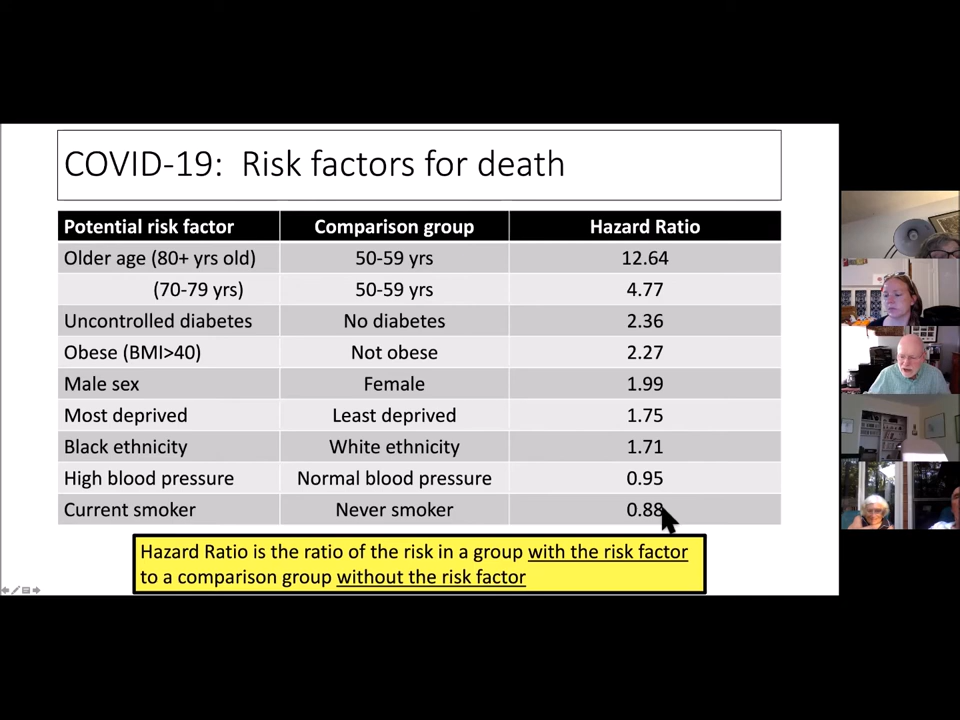 COVID-19: Risk factors for death
Potential risk factor Comparison group Hazard Ratio
Older age (80+ yrs old) 50-59 yrs 12.64
(70-79 yrs) 50-59 yrs 4.77
Uncontrolled diabetes No diabetes 2.36
Obese (BMI>40) Not obese 2.27
Male sex Female 1.99
Most deprived Least deprived 1.75
Black ethnicity White ethnicity 1.71
High blood pressure Normal blood pressure 0.95
Current smoker Never smoker 0.88
Hazard Ratio is the ratio of the risk in a group with the risk factor
to a comparison group without the risk factor